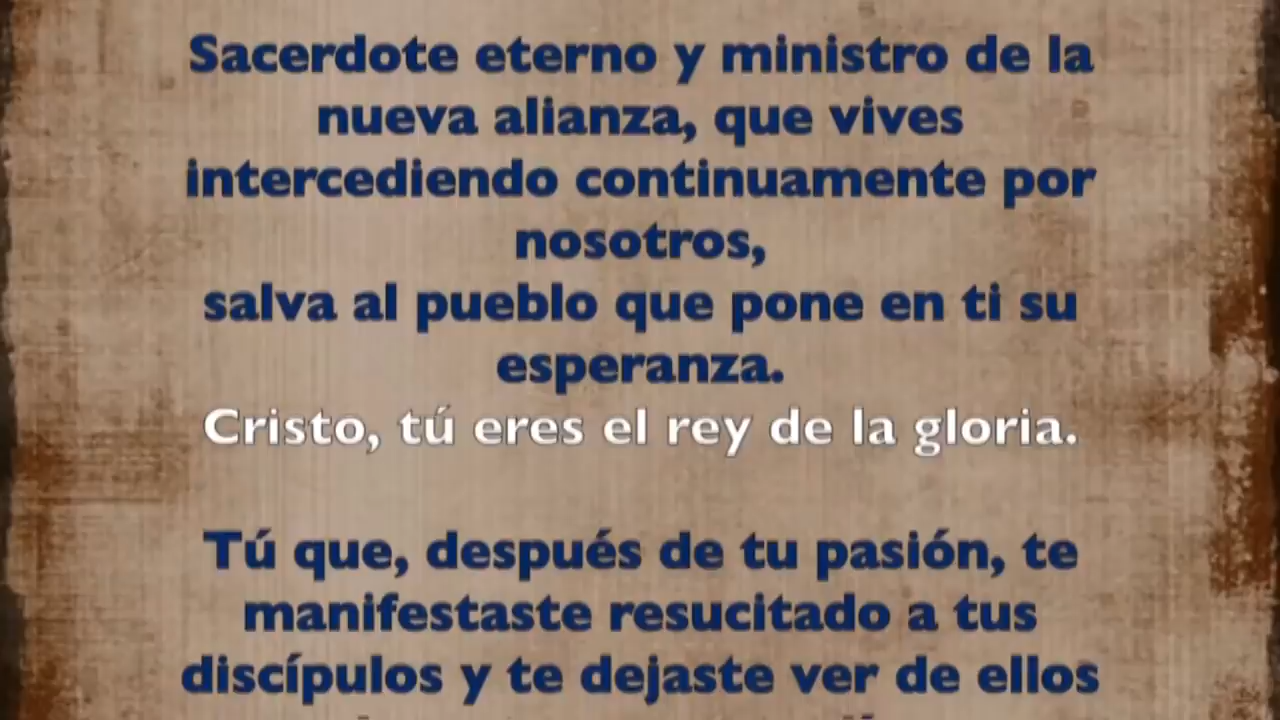 Sacerdote eterno y ministro de la
nueva alianza, que vives
intercediendo continuamente por
nosotros,
salva al pueblo que pone en ti su
esperanza.
Cristo, tú eres el rey de la gloria.
Tú que, después de tu pasión, te
manifestaste resucitado a tus
discípulos y te dejaste ver de ellos